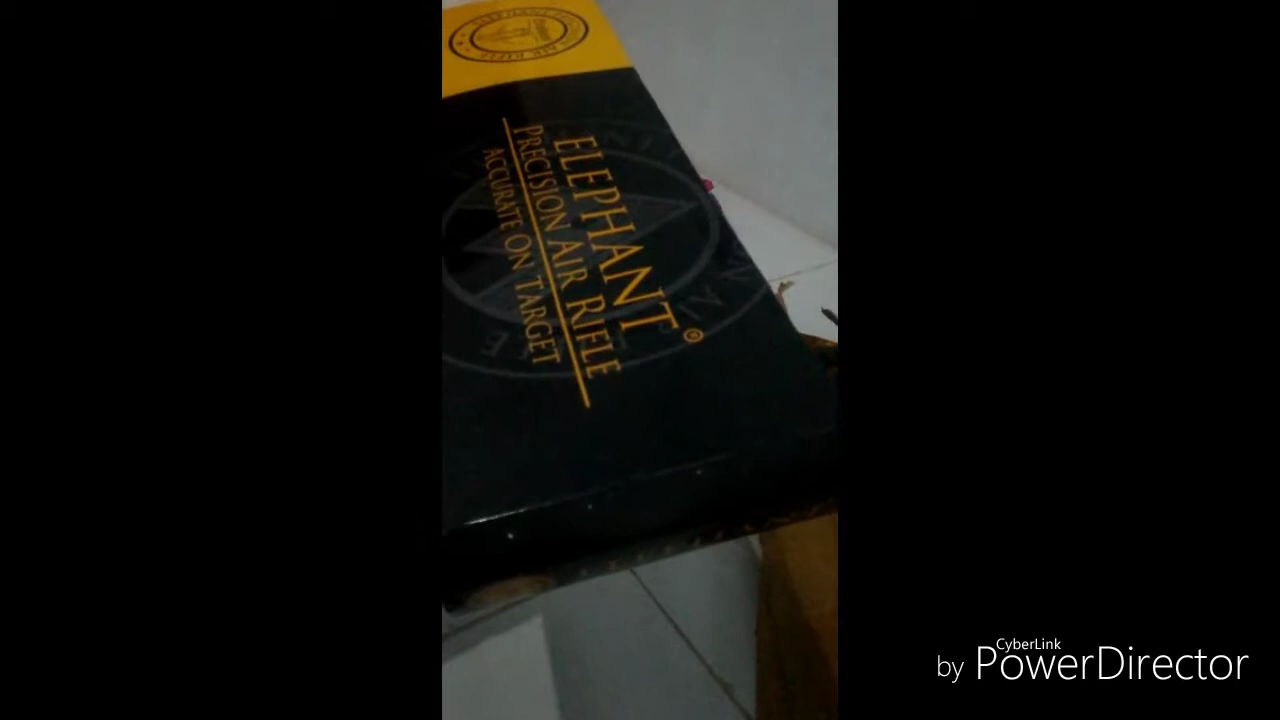 ELEPHANT®
PRECISION AIR RIFLE
ACCURATE ON TARGET
CyberLink
by PowerDirector